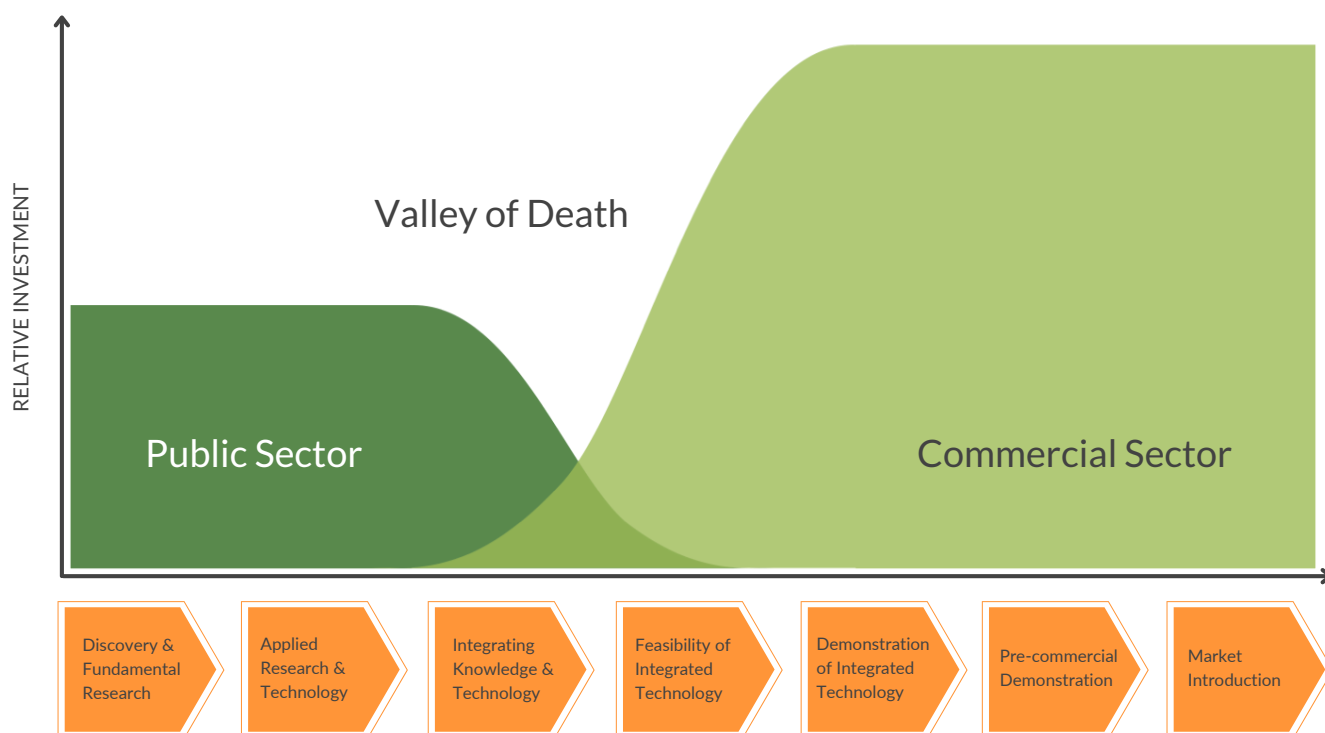 RELATIVE INVESTMENT
Valley of Death
Public Sector
Commercial Sector
Discovery &
Fundamental
Research
Applied
Research &
Technology
Integrating
Knowledge &
Technology
Feasibility of
Integrated
Technology
Demonstration
of Integrated
Technology
Pre-commercial
Demonstration
Market
Introduction